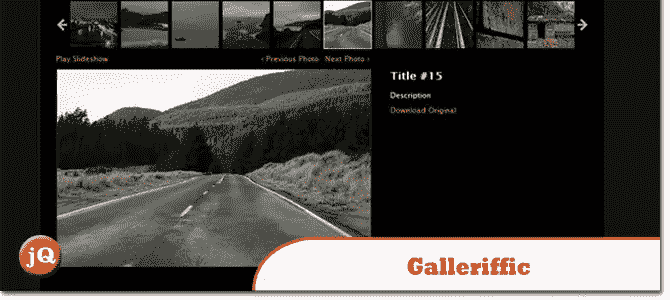 Play Slideshow
‹ Previous Photo Next Photo ›
Title #15
Description
Download Original
jQ
Galleriffic